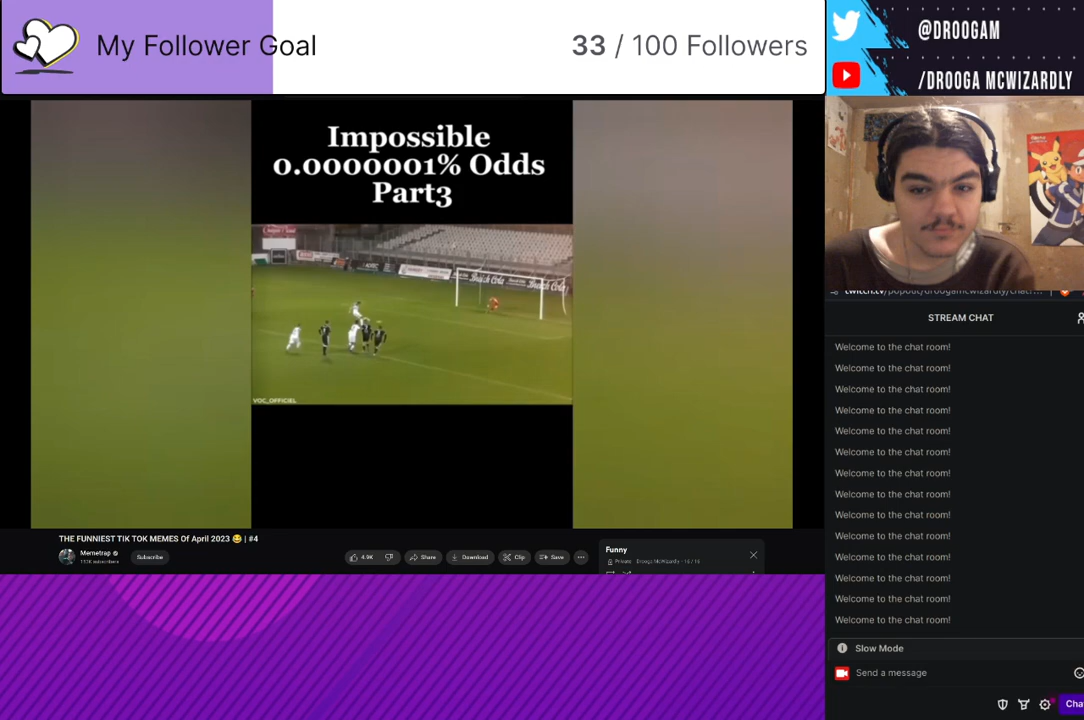 My Follower Goal
33 / 100 Followers
@DROOGAM
/DROOGA MCWIZARDLY
Impossible
0.0000001% Odds
Part3
VOC_OFFICIEL
THE FUNNIEST TIK TOK MEMES Of April 2023 😂 | #4
Memetrap
subscribers
Subscribe
4.9K
Share
Download
Clip
Save
Funny
Private Drooga McWizardly - 16 / 16
STREAM CHAT
Welcome to the chat room!
Welcome to the chat room!
Welcome to the chat room!
Welcome to the chat room!
Welcome to the chat room!
Welcome to the chat room!
Welcome to the chat room!
Welcome to the chat room!
Welcome to the chat room!
Welcome to the chat room!
Welcome to the chat room!
Welcome to the chat room!
Welcome to the chat room!
Welcome to the chat room!
Slow Mode
Send a message
Cha